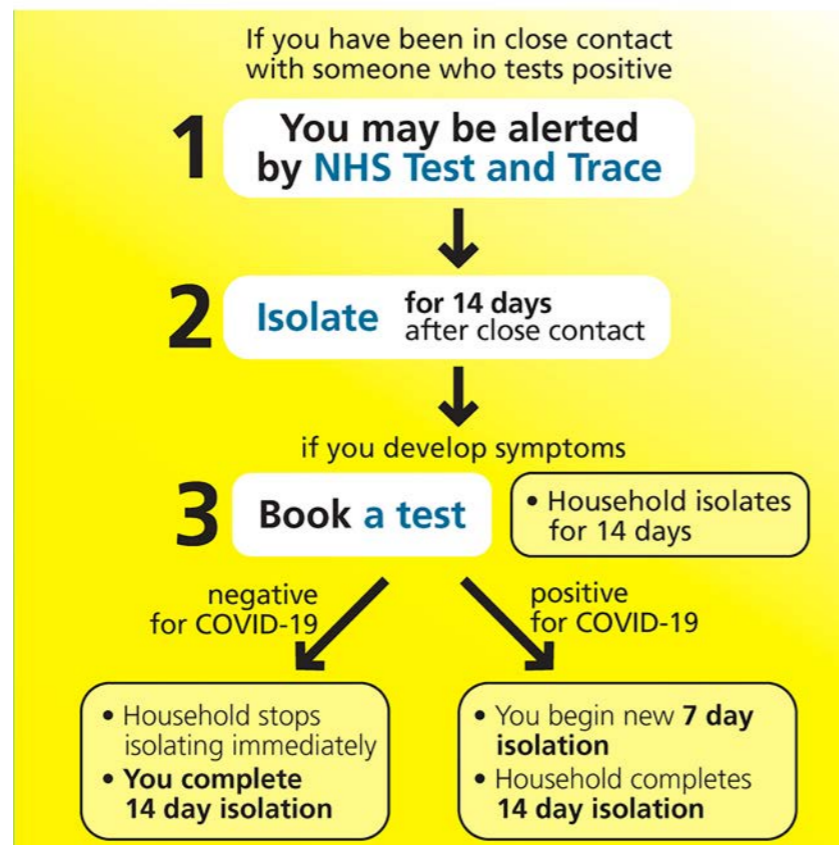 If you have been in close contact
with someone who tests positive
1
You may be alerted
by NHS Test and Trace
2
Isolate
for 14 days
after close contact
if you develop symptoms
3
Book a test
• Household isolates
for 14 days
negative
for COVID-19
positive
for COVID-19
• Household stops
isolating immediately
• You complete
14 day isolation
• You begin new 7 day
isolation
• Household completes
14 day isolation